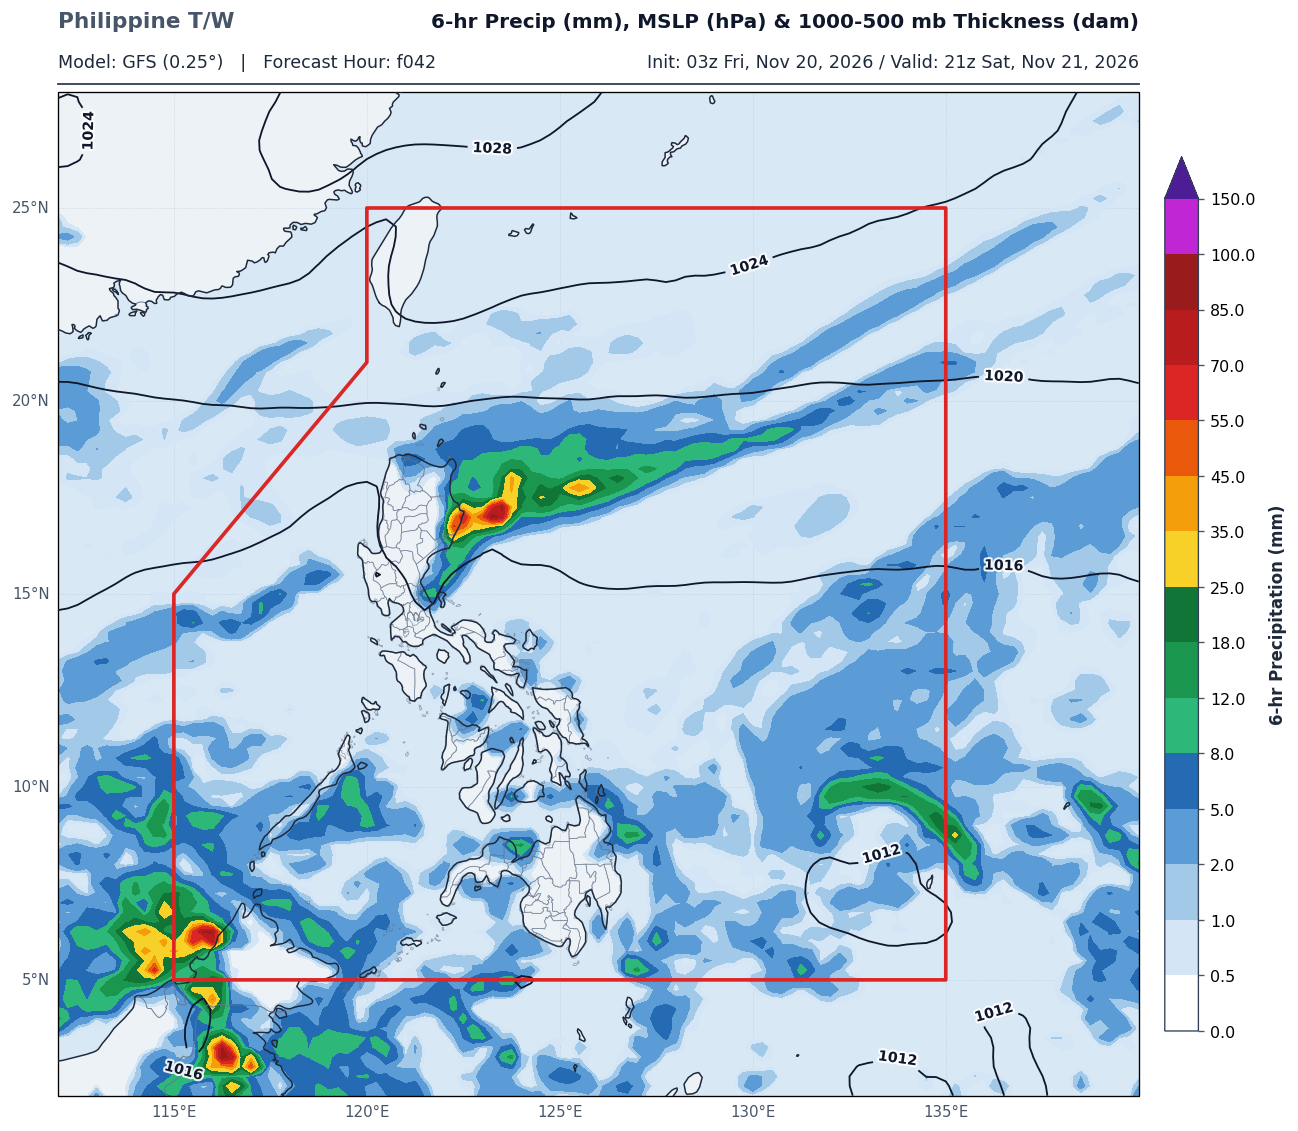 Philippine T/W
6-hr Precip (mm), MSLP (hPa) & 1000-500 mb Thickness (dam)
Model: GFS (0.25°) | Forecast Hour: f042
Init: 03z Fri, Nov 20, 2026 / Valid: 21z Sat, Nov 21, 2026
1024
1028
1024
1020
1016
1012
1012
1012
1016
25°N
20°N
15°N
10°N
5°N
115°E
120°E
125°E
130°E
135°E
150.0
100.0
85.0
70.0
55.0
45.0
35.0
25.0
18.0
12.0
8.0
5.0
2.0
1.0
0.5
0.0
6-hr Precipitation (mm)